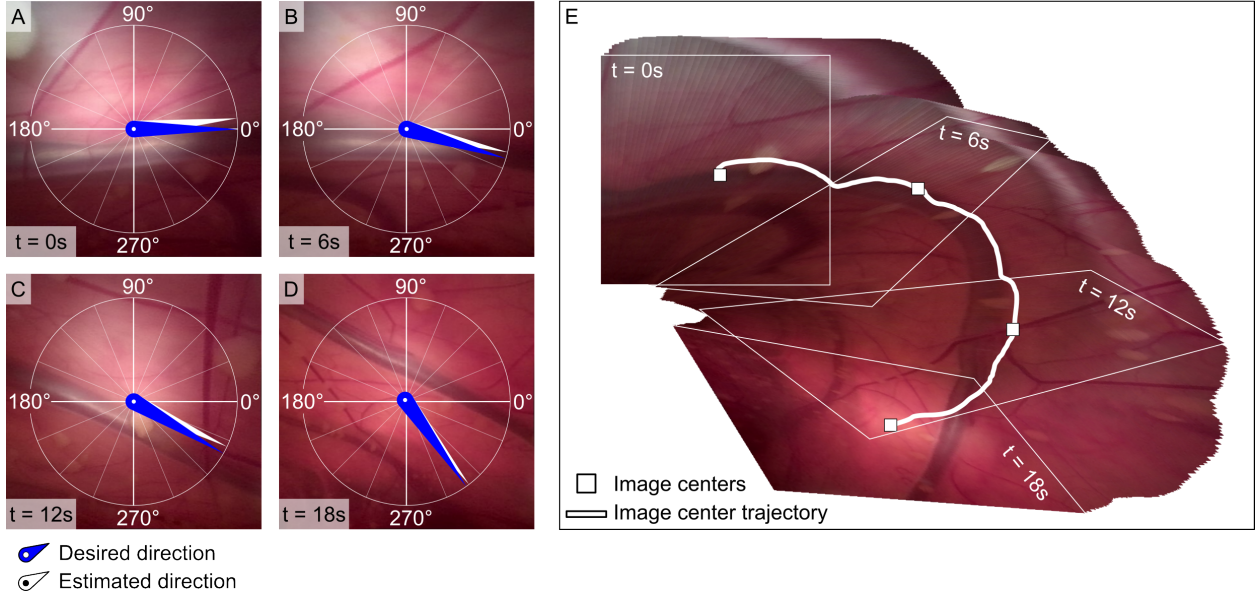 A
90°
180°
0°
270°
t = 0s
B
90°
180°
0°
270°
t = 6s
C
90°
180°
0°
270°
t = 12s
D
90°
180°
0°
270°
t = 18s
Desired direction
Estimated direction
E
t = 0s
t = 6s
t = 12s
t = 18s
Image centers
Image center trajectory